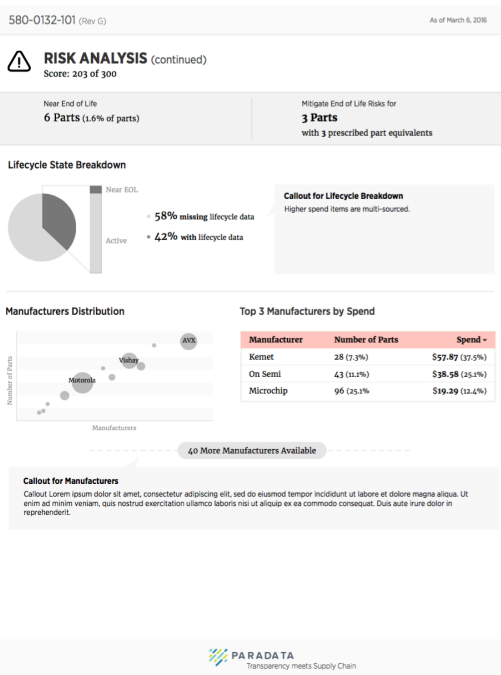 580-0132-101 (Rev G)
As of March 6, 2016
RISK ANALYSIS (continued)
Score: 203 of 300
Near End of Life
6 Parts (1.6% of parts)
Mitigate End of Life Risks for
3 Parts
with 3 prescribed part equivalents
Lifecycle State Breakdown
Near EOL
Active
58% missing lifecycle data
42% with lifecycle data
Callout for Lifecycle Breakdown
Higher spend items are multi-sourced.
Manufacturers Distribution
Number of Parts
AVX
Vishay
Motorola
Manufacturers
Top 3 Manufacturers by Spend
Manufacturer Number of Parts Spend
Kemet 28 (7.3%) $57.87 (37.5%)
On Semi 43 (11.1%) $38.58 (25.1%)
Microchip 96 (25.1% $19.29 (12.4%)
40 More Manufacturers Available
Callout for Manufacturers
Callout Lorem ipsum dolor sit amet, consectetur adipiscing elit, sed do eiusmod tempor incididunt ut labore et dolore magna aliqua. Ut
enim ad minim veniam, quis nostrud exercitation ullamco laboris nisi ut aliquip ex ea commodo consequat. Duis aute irure dolor in
reprehenderit.
PARADATA
Transparency meets Supply Chain